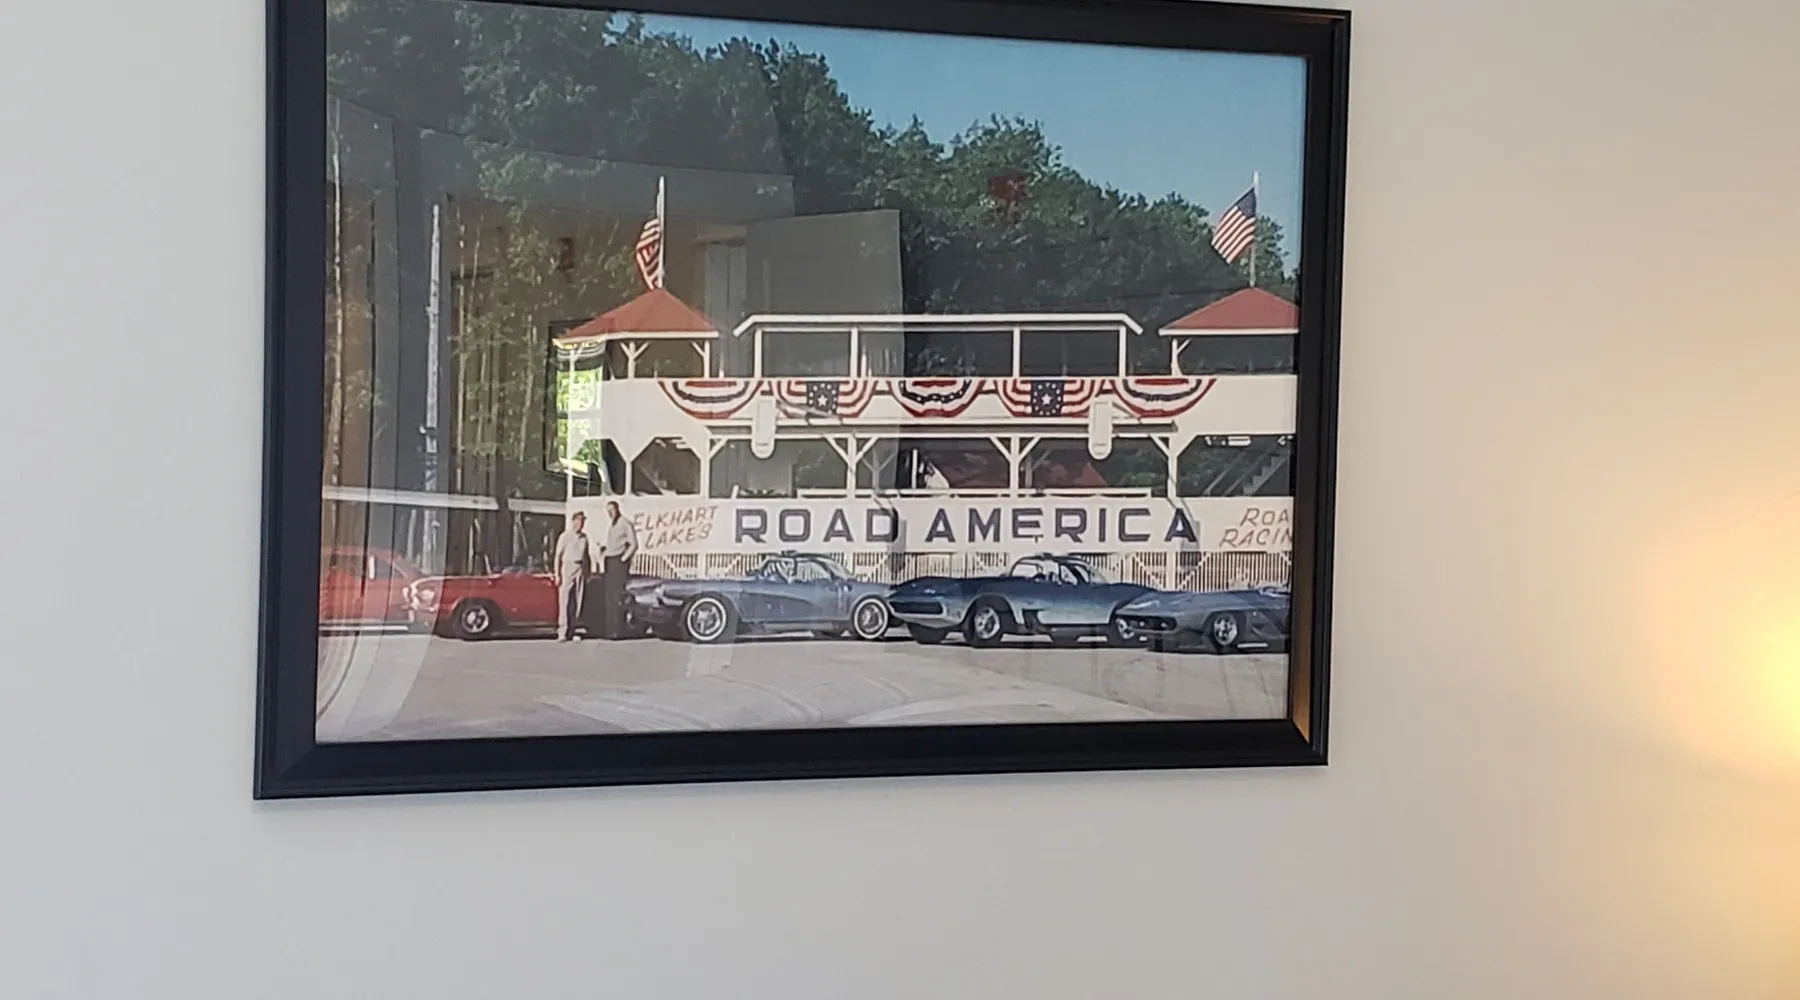 ELKHART
LAKE'S
ROAD AMERICA
ROA
RACIN